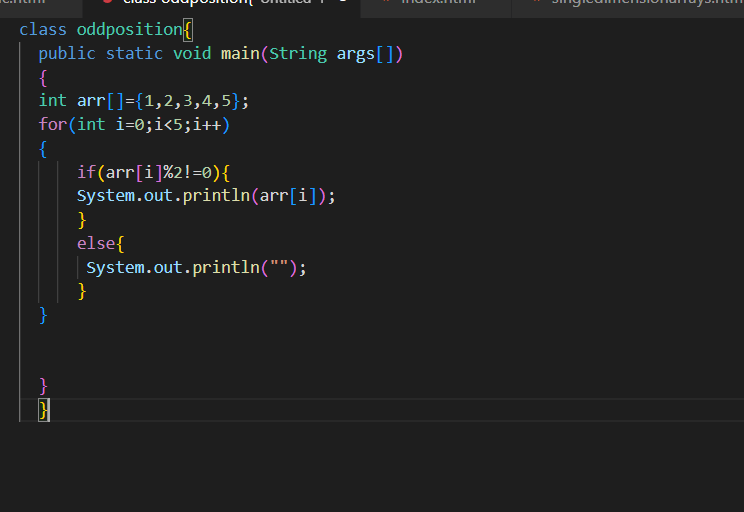 class oddposition{ Untitled-1
index.html
singledimensionarrays.html
class oddposition{
public static void main(String args[])
{
int arr[]={1,2,3,4,5};
for(int i=0;i<5;i++)
{
if(arr[i]%2!=0){
System.out.println(arr[i]);
}
else{
System.out.println("");
}
}
}
}